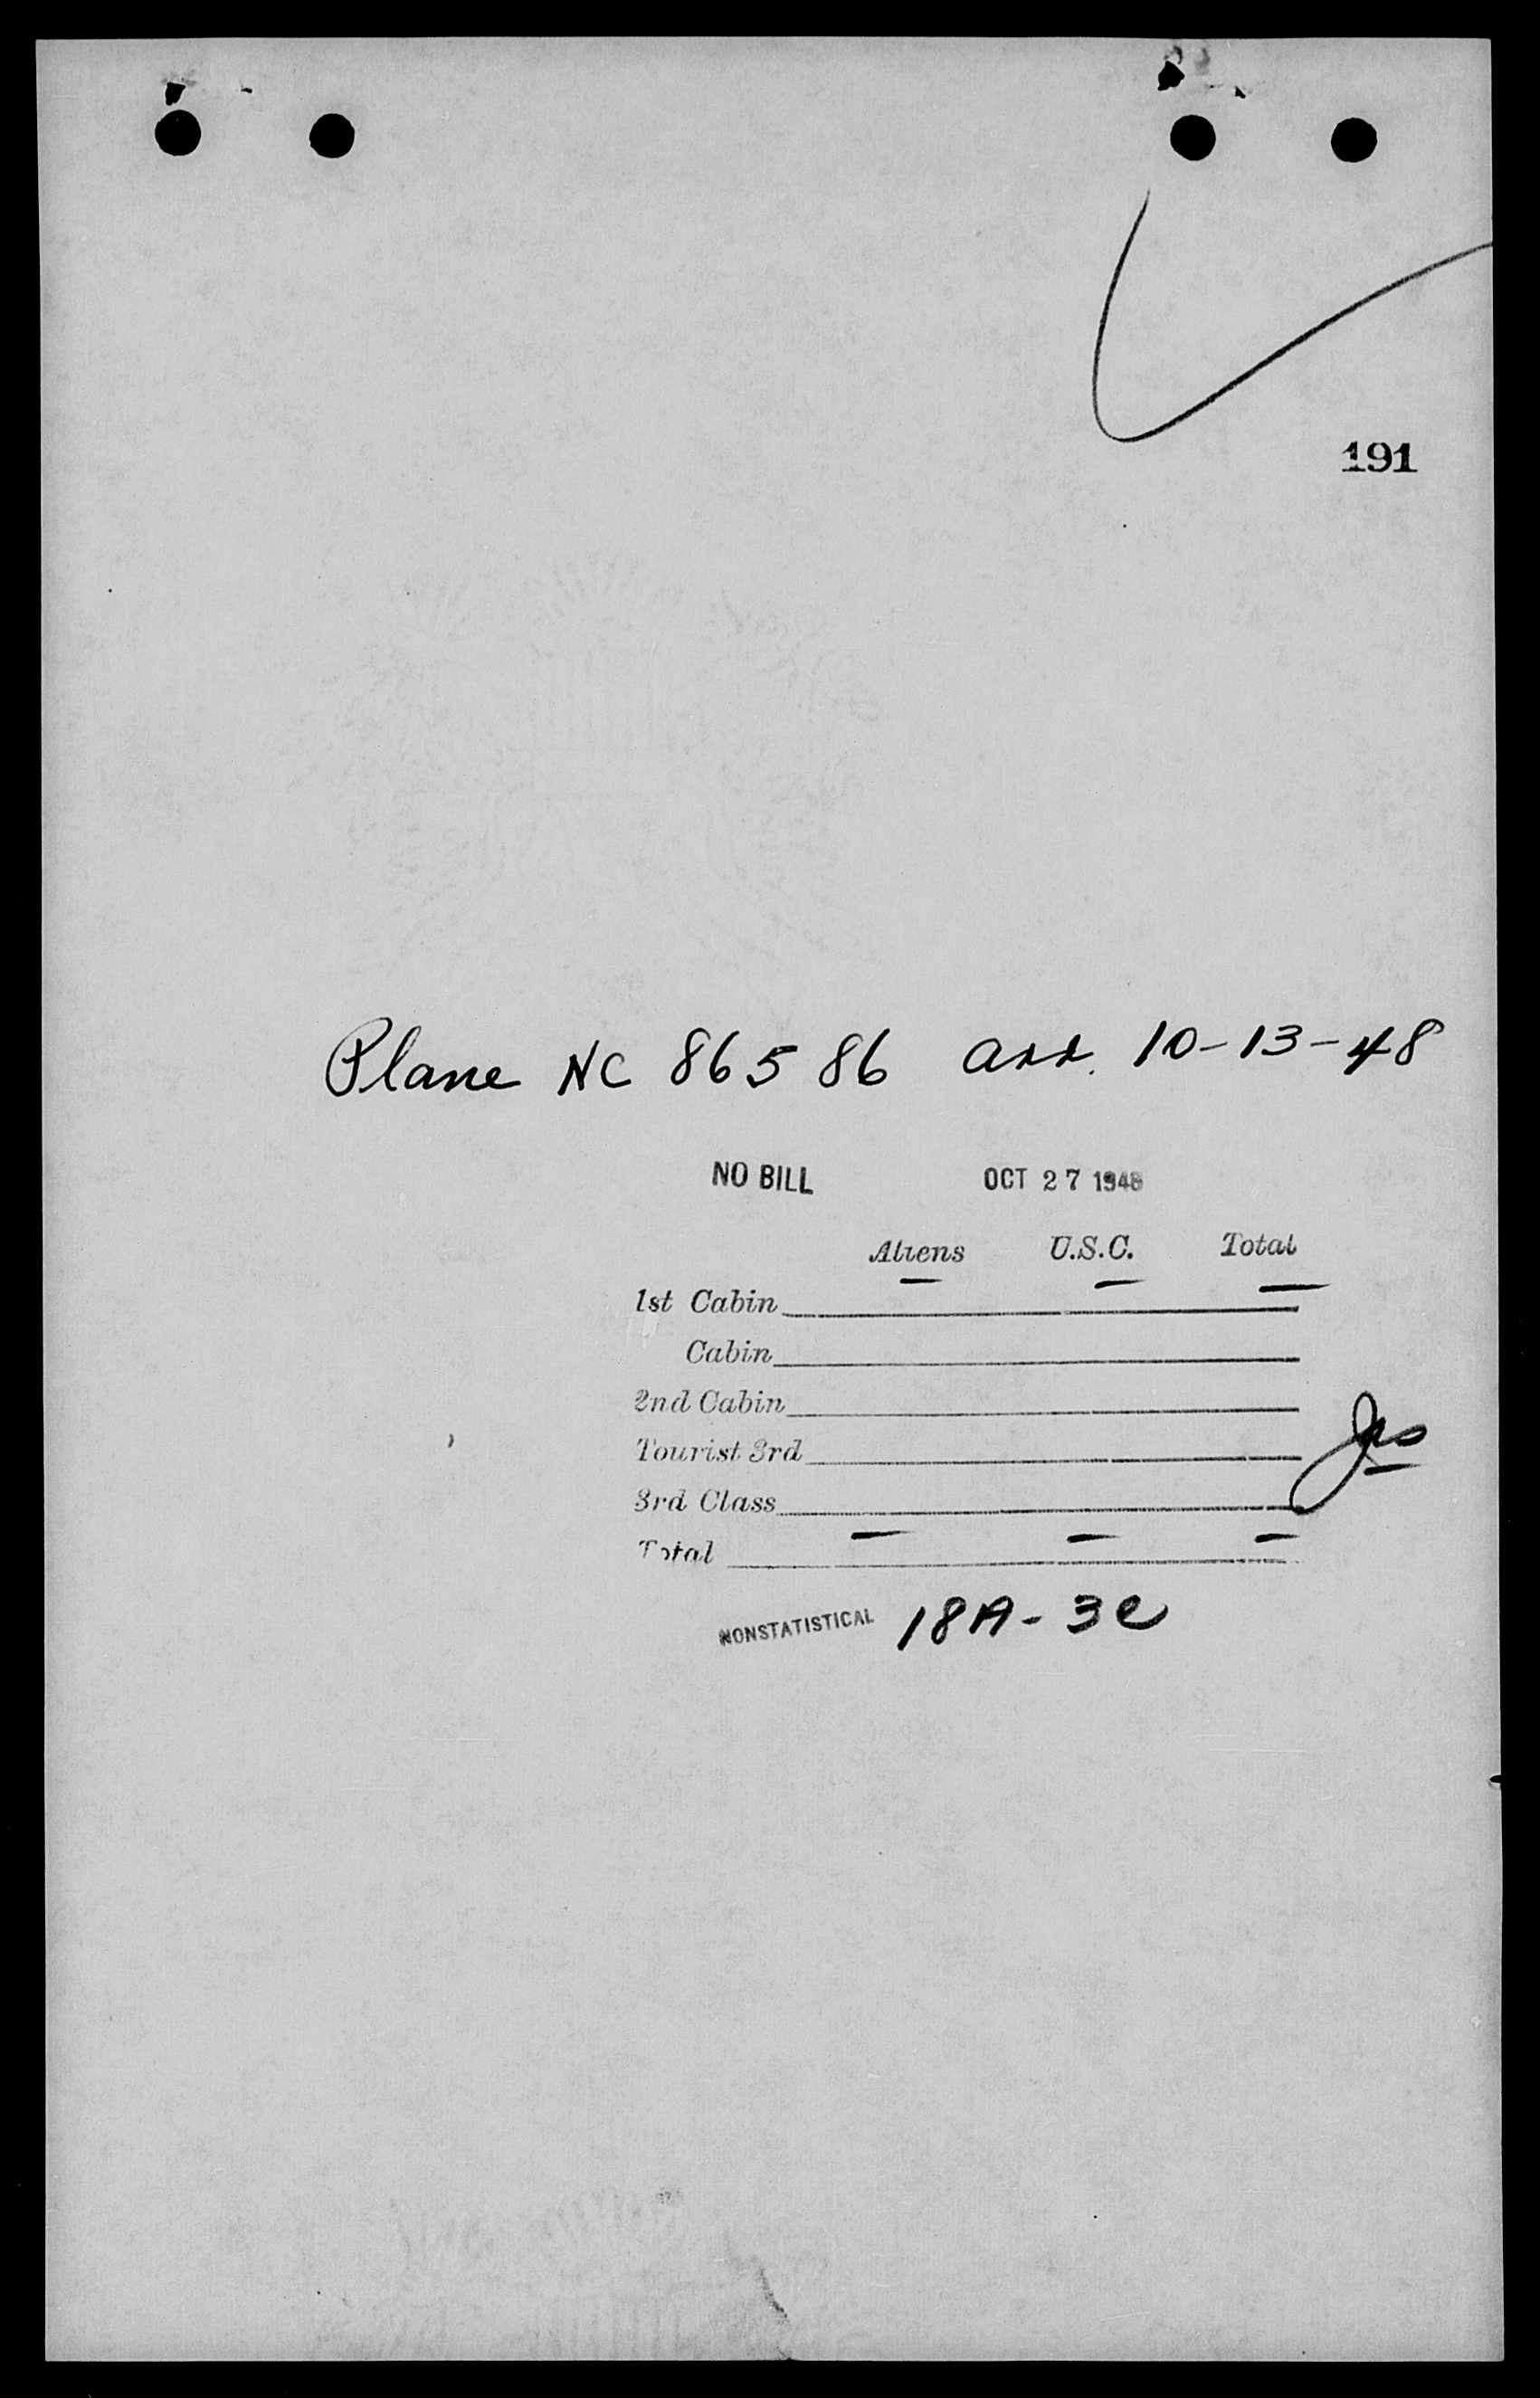 191
Plane NC 86586 arr. 10-13-48
NO BILL OCT 27 1948
Aliens U.S.C. Total
1st Cabin — — —
Cabin
2nd Cabin
Tourist 3rd
3rd Class
Total — — —
NONSTATISTICAL 18A - 3C